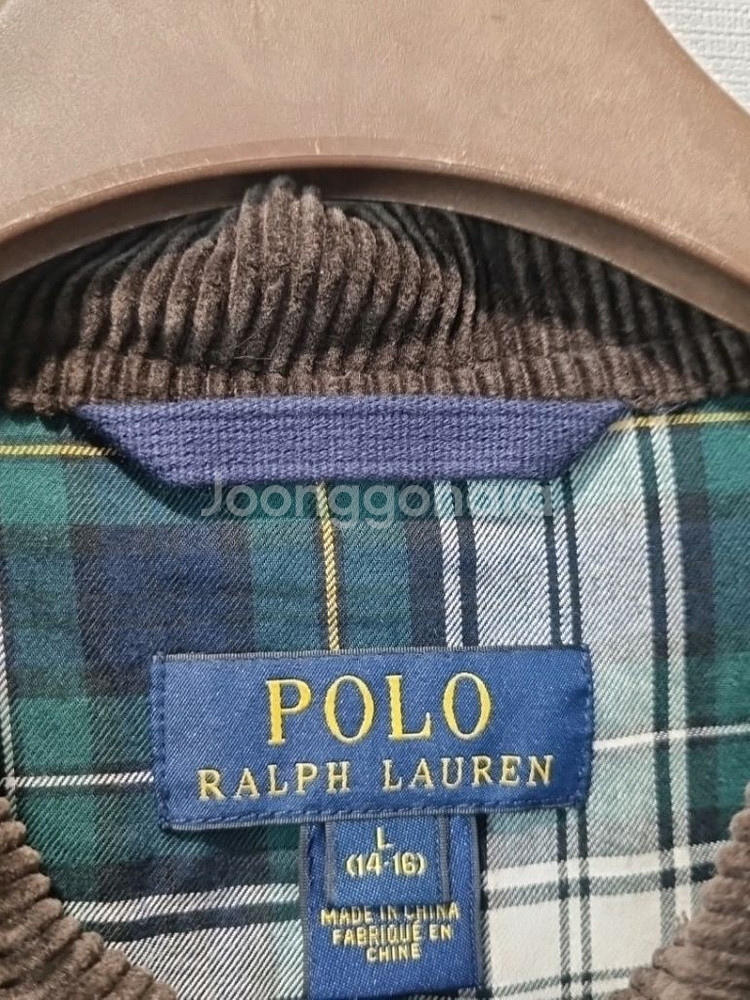 Joonggonara
POLO
RALPH LAUREN
L
(14-16)
MADE IN CHINA
FABRIQUÉ EN
CHINE